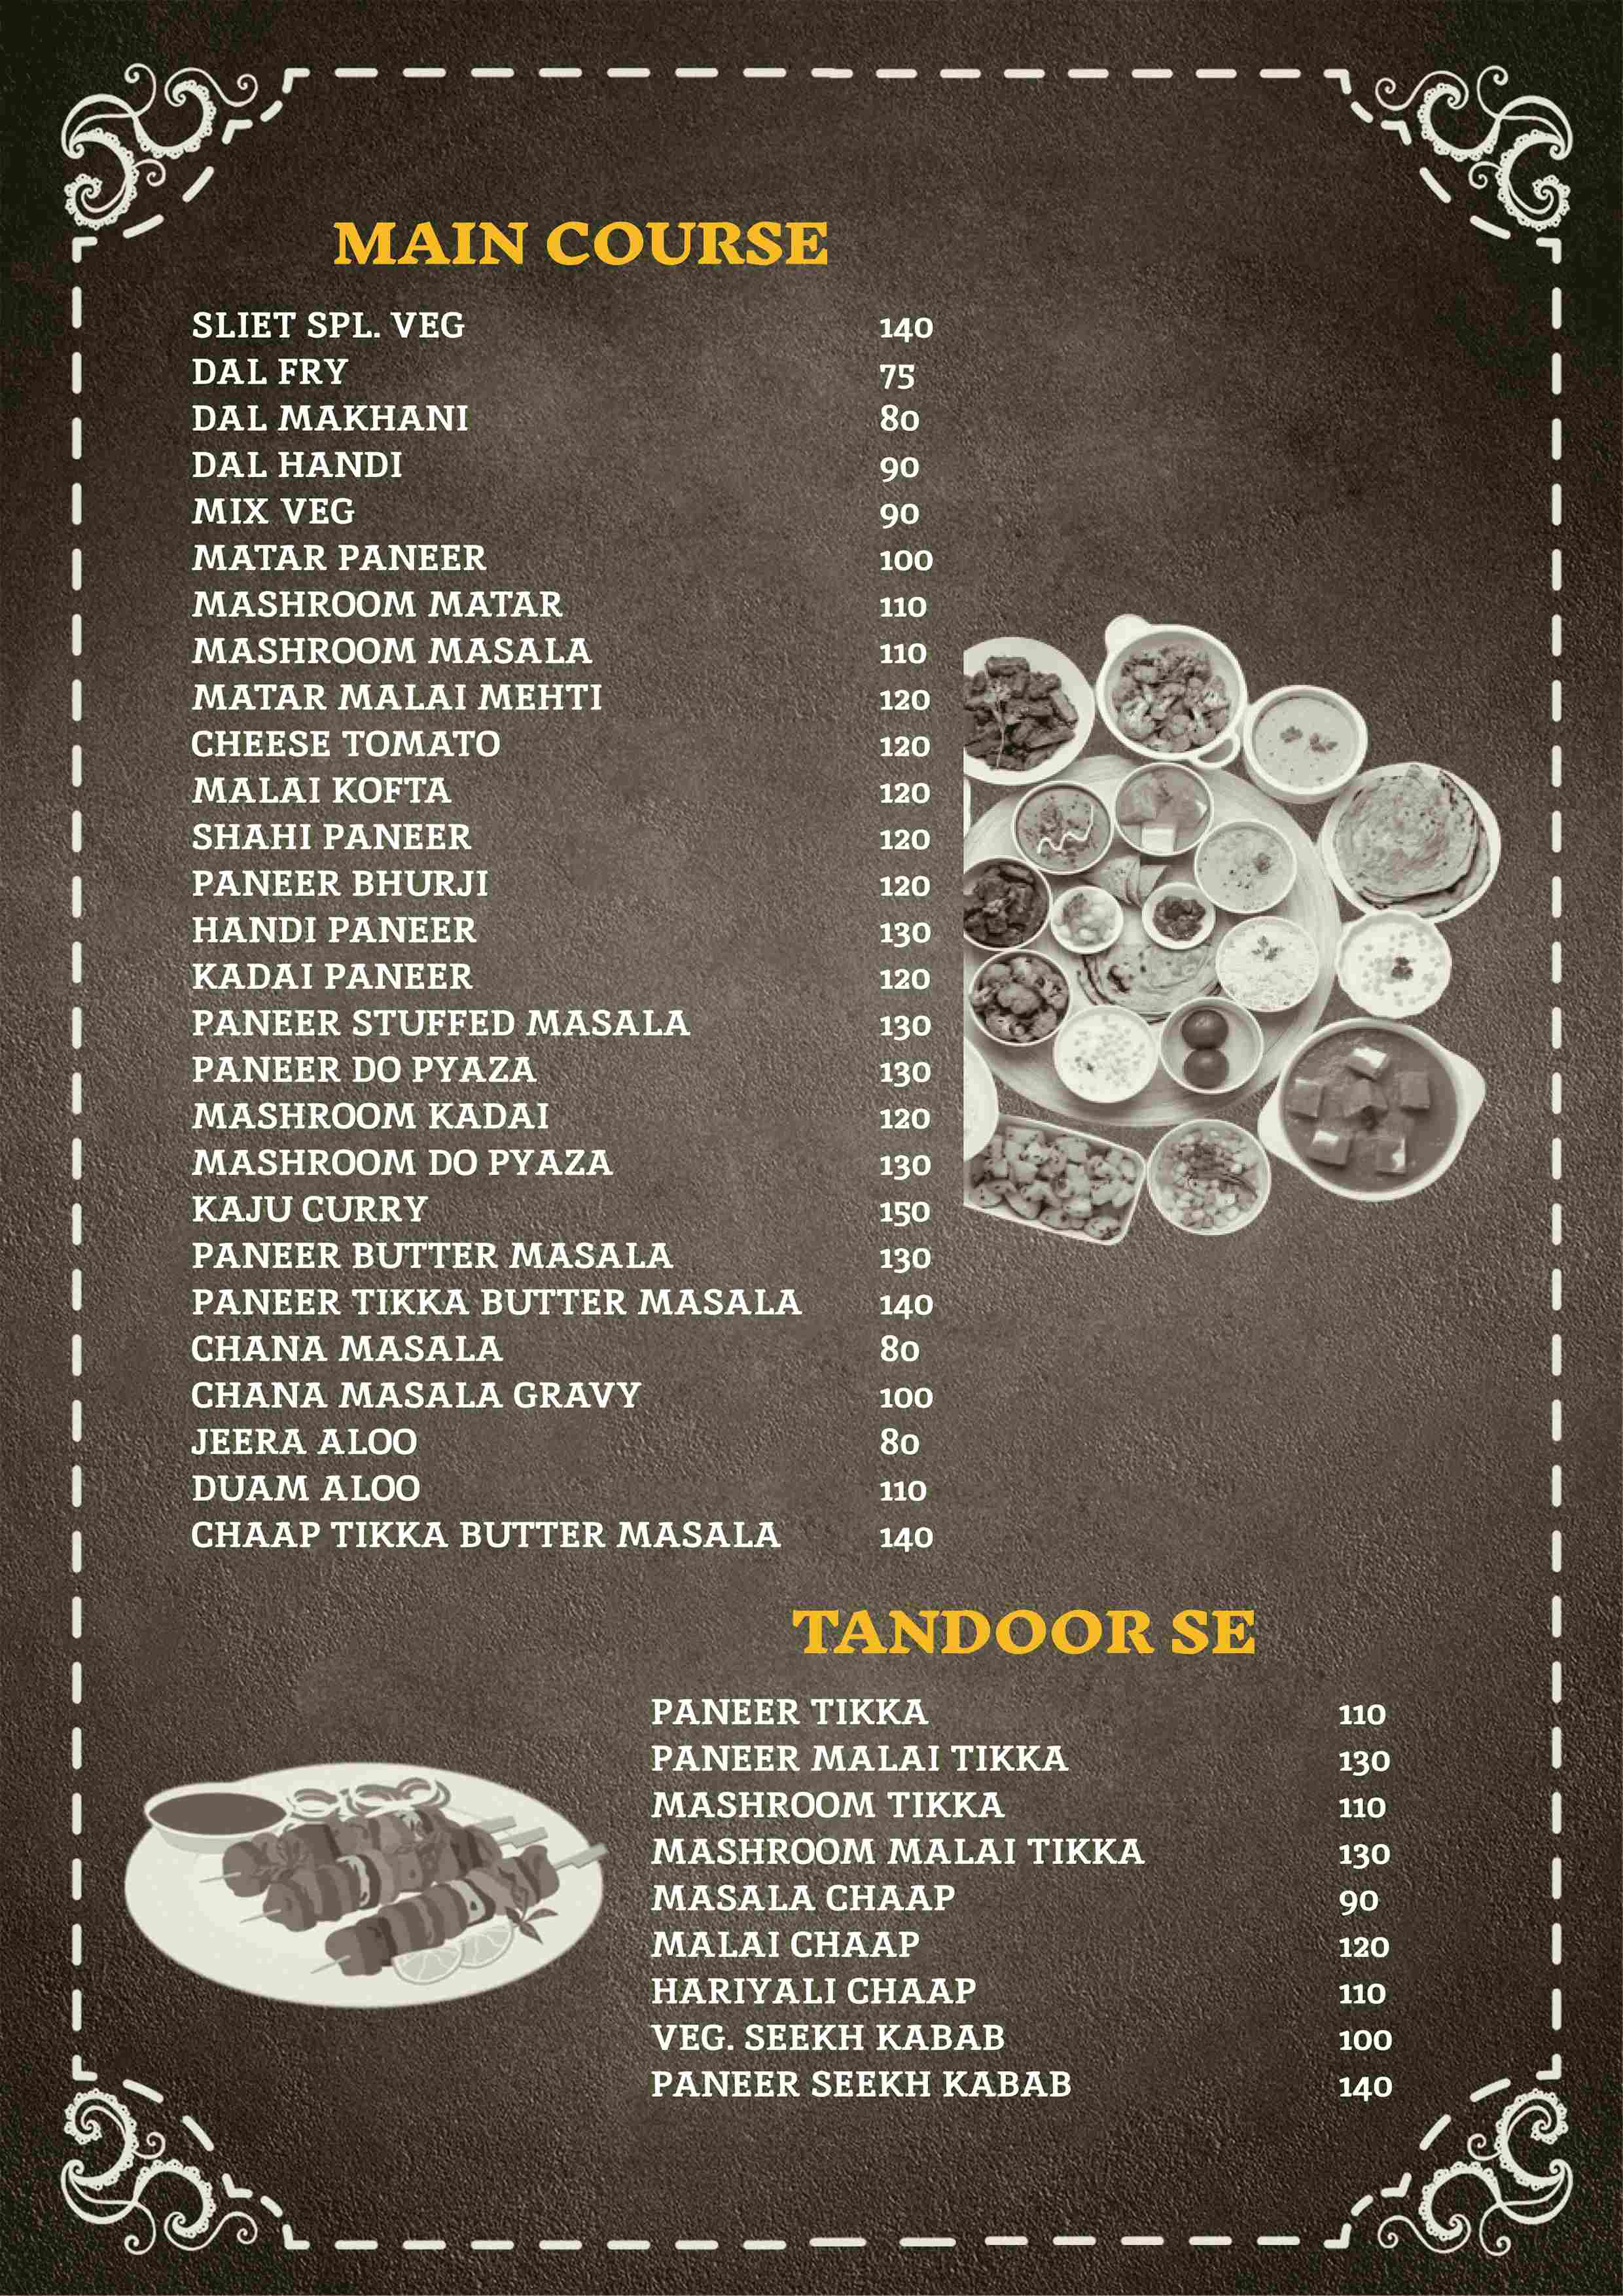 MAIN COURSE
SLIET SPL. VEG 140
DAL FRY 75
DAL MAKHANI 80
DAL HANDI 90
MIX VEG 90
MATAR PANEER 100
MASHROOM MATAR 110
MASHROOM MASALA 110
MATAR MALAI MEHTI 120
CHEESE TOMATO 120
MALAI KOFTA 120
SHAHI PANEER 120
PANEER BHURJI 120
HANDI PANEER 130
KADAI PANEER 120
PANEER STUFFED MASALA 130
PANEER DO PYAZA 130
MASHROOM KADAI 120
MASHROOM DO PYAZA 130
KAJU CURRY 150
PANEER BUTTER MASALA 130
PANEER TIKKA BUTTER MASALA 140
CHANA MASALA 80
CHANA MASALA GRAVY 100
JEERA ALOO 80
DUAM ALOO 110
CHAAP TIKKA BUTTER MASALA 140
TANDOOR SE
PANEER TIKKA 110
PANEER MALAI TIKKA 130
MASHROOM TIKKA 110
MASHROOM MALAI TIKKA 130
MASALA CHAAP 90
MALAI CHAAP 120
HARIYALI CHAAP 110
VEG. SEEKH KABAB 100
PANEER SEEKH KABAB 140